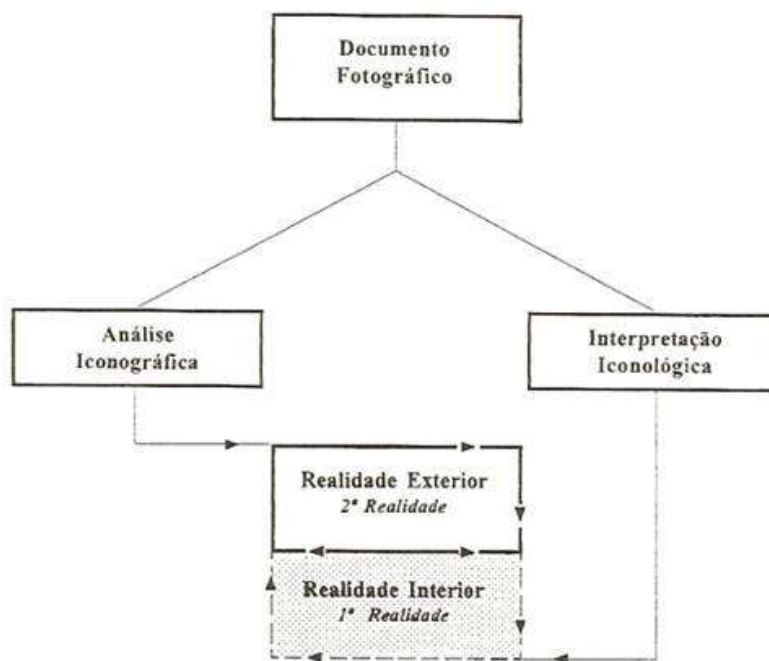 Documento
Fotográfico
Análise
Iconográfica
Interpretação
Iconológica
Realidade Exterior
2ª Realidade
Realidade Interior
1ª Realidade